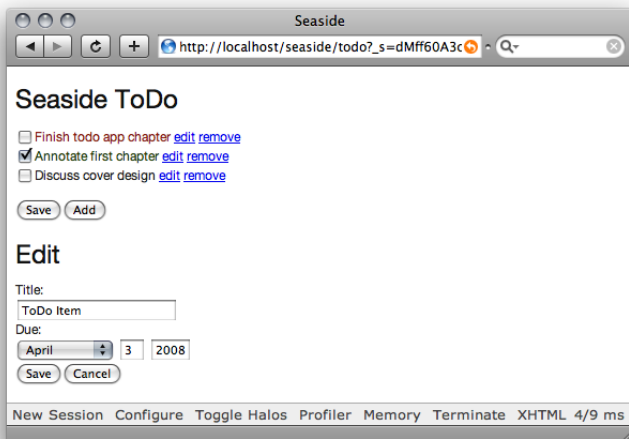 Seaside
http://localhost/seaside/todo?_s=dMff60A3c
Seaside ToDo
Finish todo app chapter edit remove
Annotate first chapter edit remove
Discuss cover design edit remove
Save Add
Edit
Title:
ToDo Item
Due:
April 3 2008
Save Cancel
New Session Configure Toggle Halos Profiler Memory Terminate XHTML 4/9 ms